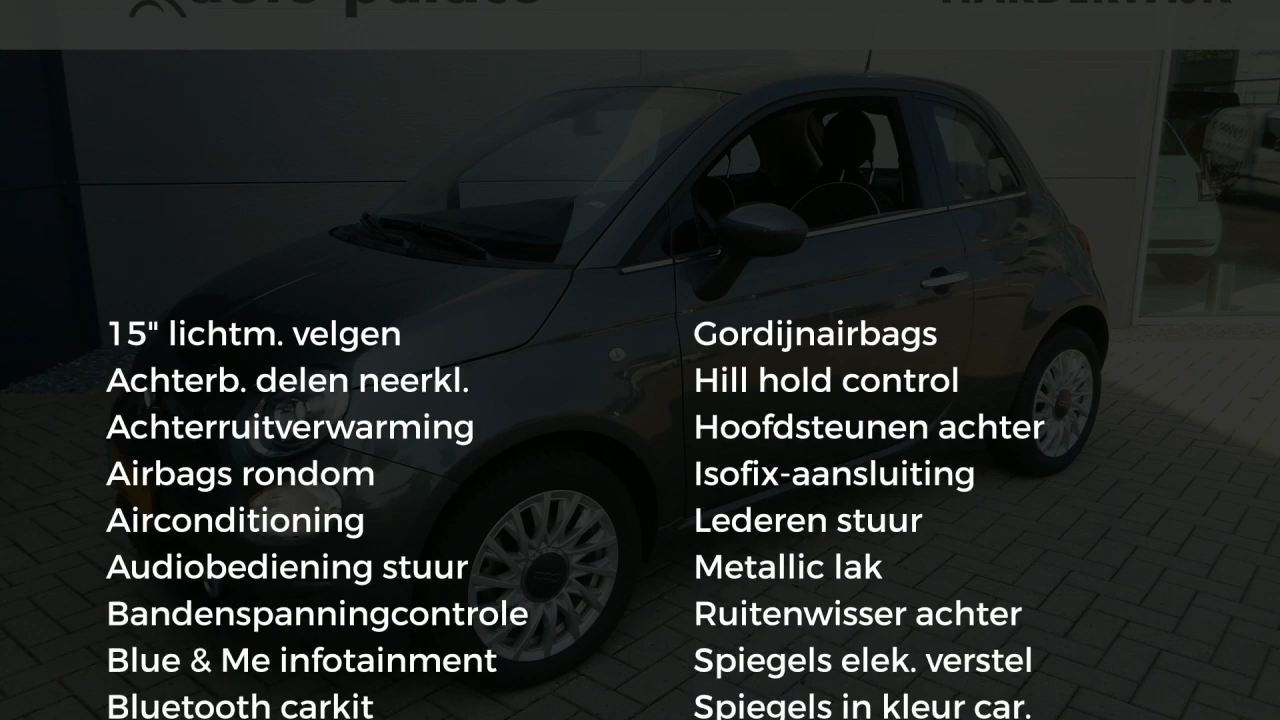 15" lichtm. velgen
Achterb. delen neerkl.
Achterruitverwarming
Airbags rondom
Airconditioning
Audiobediening stuur
Bandenspanningcontrole
Blue & Me infotainment
Bluetooth carkit
Gordijnairbags
Hill hold control
Hoofdsteunen achter
Isofix-aansluiting
Lederen stuur
Metallic lak
Ruitenwisser achter
Spiegels elek. verstel
Spiegels in kleur car.